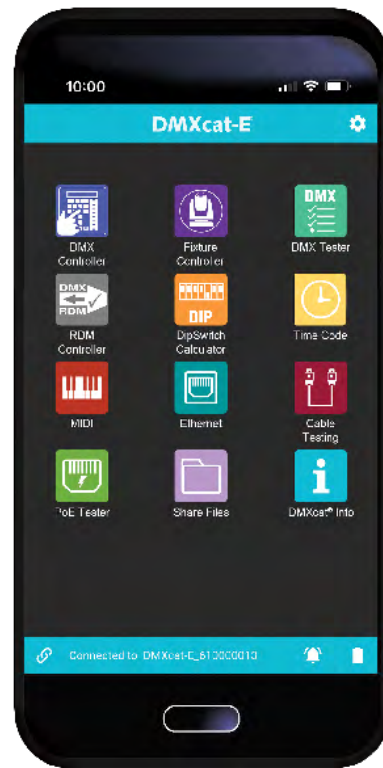 10:00
DMXcat-E
DMX
DMX
Controller
Fixture
Controller
DMX Tester
DMX
RDM
DIP
RDM
Controller
DipSwitch
Calculator
Time Code
MIDI
Ethernet
Cable
Testing
PoE Tester
Share Files
DMXcat® Info
Connected to DMXcat-E_610000010